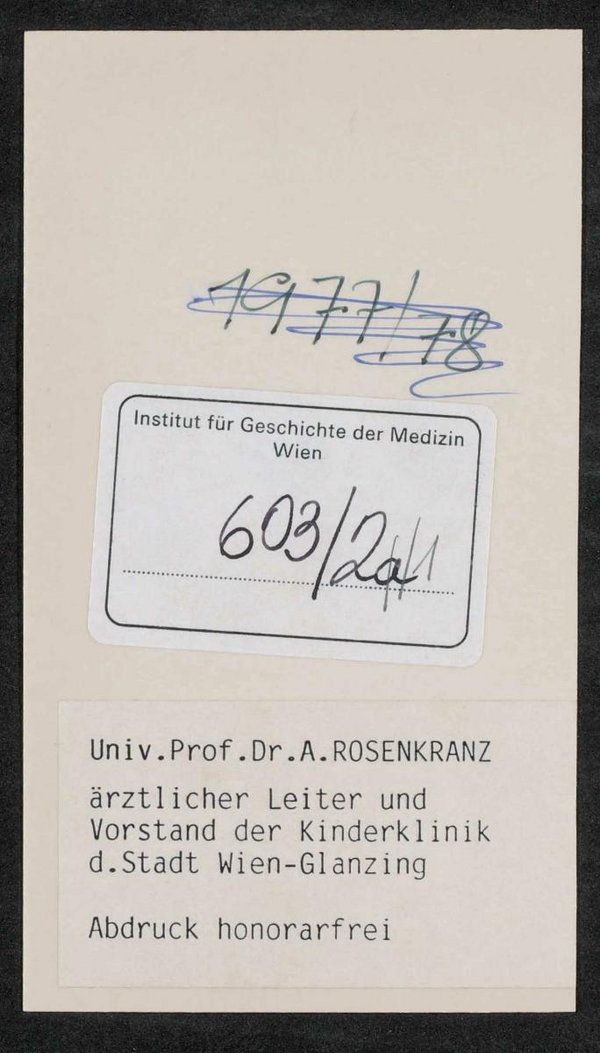 1977/78
Institut für Geschichte der Medizin
Wien
603/2a/1
Univ.Prof.Dr.A.ROSENKRANZ
ärztlicher Leiter und
Vorstand der Kinderklinik
d.Stadt Wien-Glanzing
Abdruck honorarfrei